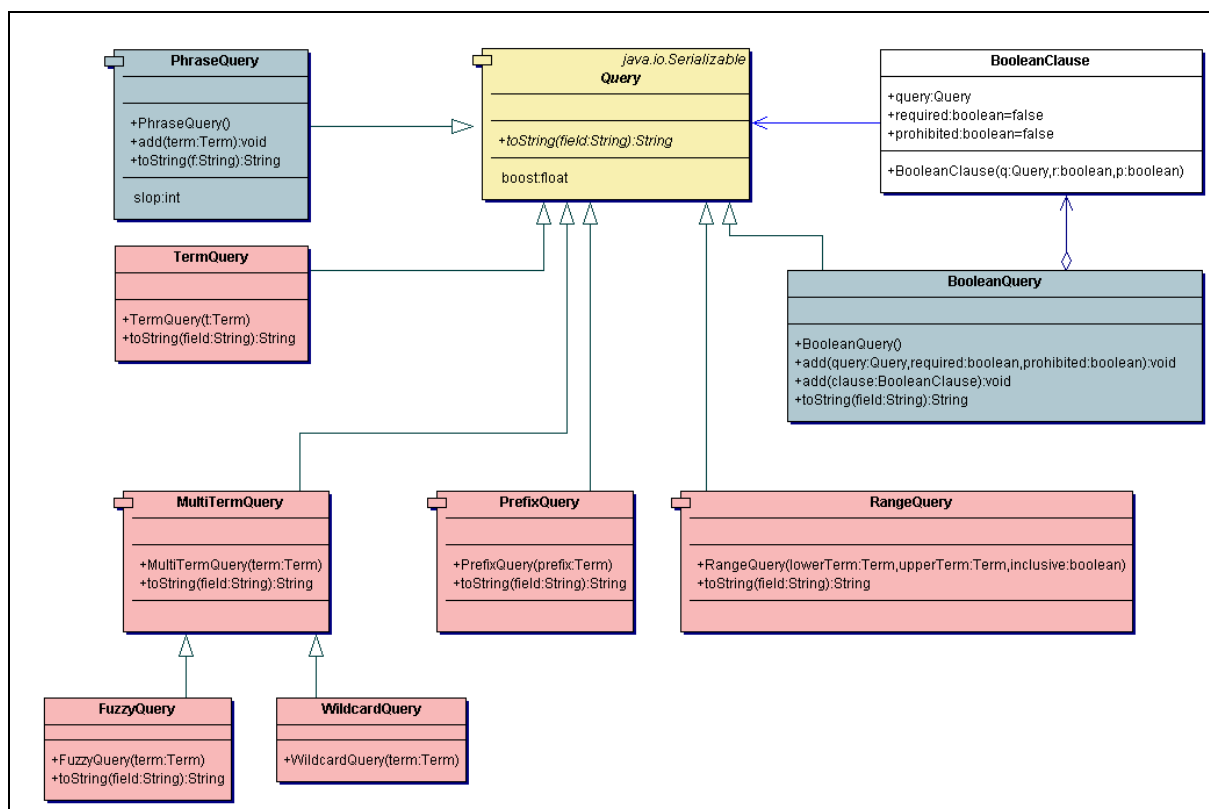 PhraseQuery
+PhraseQuery()
+add(term:Term):void
+toString(f:String):String
slop:int
java.io.Serializable
Query
+toString(field:String):String
boost:float
BooleanClause
+query:Query
+required:boolean=false
+prohibited:boolean=false
+BooleanClause(q:Query,r:boolean,p:boolean)
TermQuery
+TermQuery(t:Term)
+toString(field:String):String
BooleanQuery
+BooleanQuery()
+add(query:Query,required:boolean,prohibited:boolean):void
+add(clause:BooleanClause):void
+toString(field:String):String
MultiTermQuery
+MultiTermQuery(term:Term)
+toString(field:String):String
PrefixQuery
+PrefixQuery(prefix:Term)
+toString(field:String):String
RangeQuery
+RangeQuery(lowerTerm:Term,upperTerm:Term,inclusive:boolean)
+toString(field:String):String
FuzzyQuery
+FuzzyQuery(term:Term)
+toString(field:String):String
WildcardQuery
+WildcardQuery(term:Term)